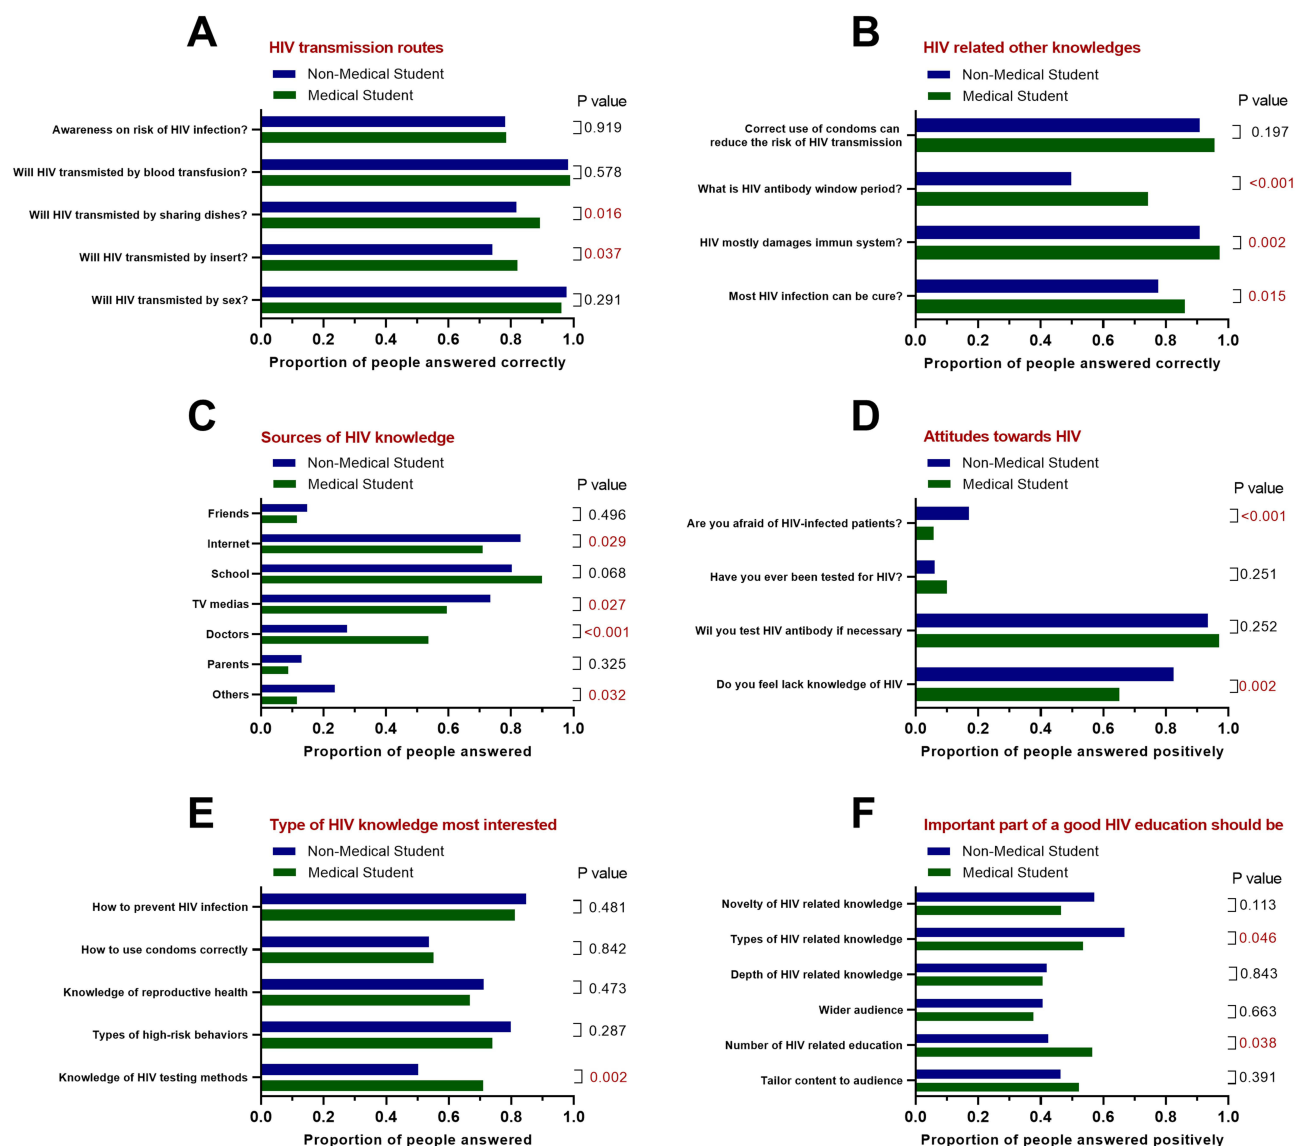 A
HIV transmission routes
Non-Medical Student
Medical Student
P value
Awareness on risk of HIV infection?
0.919
Will HIV transmisted by blood transfusion?
0.578
Will HIV transmisted by sharing dishes?
0.016
Will HIV transmisted by insert?
0.037
Will HIV transmisted by sex?
0.291
0.0 0.2 0.4 0.6 0.8 1.0
Proportion of people answered correctly
B
HIV related other knowledges
Non-Medical Student
Medical Student
P value
Correct use of condoms can
reduce the risk of HIV transmission
0.197
What is HIV antibody window period?
<0.001
HIV mostly damages immun system?
0.002
Most HIV infection can be cure?
0.015
0.0 0.2 0.4 0.6 0.8 1.0
Proportion of people answered correctly
C
Sources of HIV knowledge
Non-Medical Student
Medical Student
P value
Friends
0.496
Internet
0.029
School
0.068
TV medias
0.027
Doctors
<0.001
Parents
0.325
Others
0.032
0.0 0.2 0.4 0.6 0.8 1.0
Proportion of people answered
D
Attitudes towards HIV
Non-Medical Student
Medical Student
P value
Are you afraid of HIV-infected patients?
<0.001
Have you ever been tested for HIV?
0.251
Wil you test HIV antibody if necessary
0.252
Do you feel lack knowledge of HIV
0.002
0.0 0.2 0.4 0.6 0.8 1.0
Proportion of people answered positively
E
Type of HIV knowledge most interested
Non-Medical Student
Medical Student
P value
How to prevent HIV infection
0.481
How to use condoms correctly
0.842
Knowledge of reproductive health
0.473
Types of high-risk behaviors
0.287
Knowledge of HIV testing methods
0.002
0.0 0.2 0.4 0.6 0.8 1.0
Proportion of people answered
F
Important part of a good HIV education should be
Non-Medical Student
Medical Student
P value
Novelty of HIV related knowledge
0.113
Types of HIV related knowledge
0.046
Depth of HIV related knowledge
0.843
Wider audience
0.663
Number of HIV related education
0.038
Tailor content to audience
0.391
0.0 0.2 0.4 0.6 0.8 1.0
Proportion of people answered positively